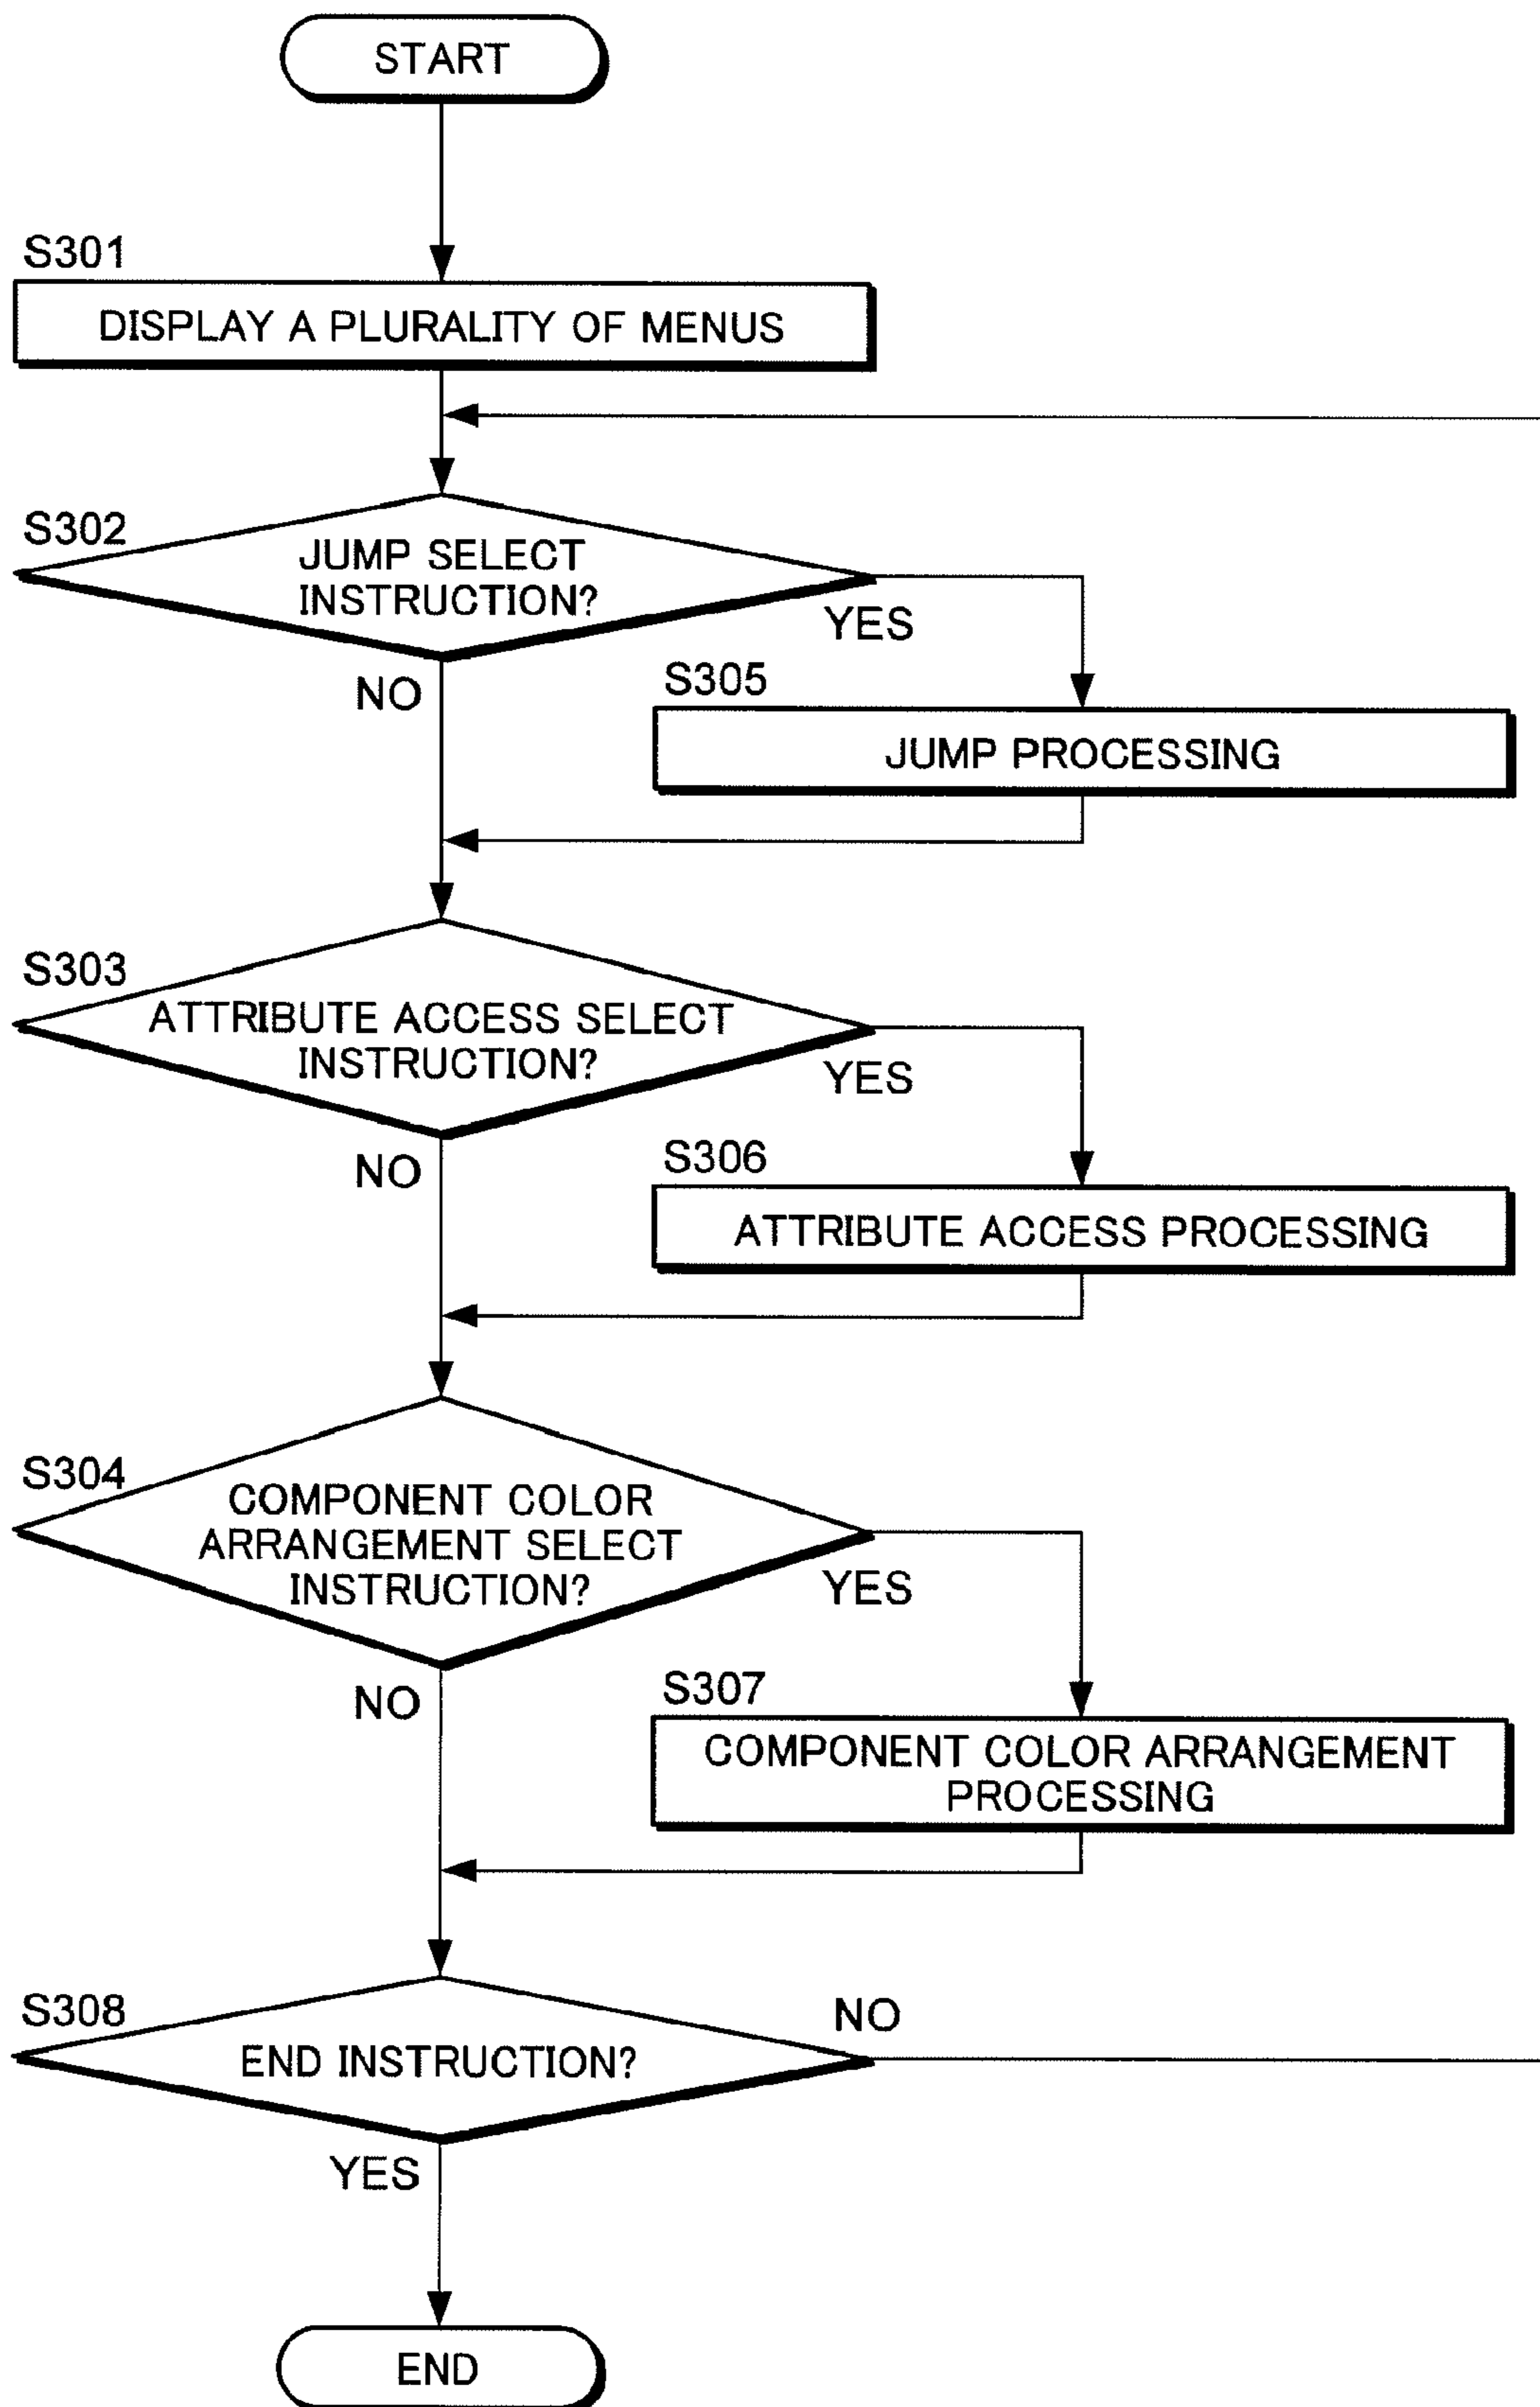 START
S301
DISPLAY A PLURALITY OF MENUS
S302
JUMP SELECT
INSTRUCTION?
YES
NO
S305
JUMP PROCESSING
S303
ATTRIBUTE ACCESS SELECT
INSTRUCTION?
YES
NO
S306
ATTRIBUTE ACCESS PROCESSING
S304
COMPONENT COLOR
ARRANGEMENT SELECT
INSTRUCTION?
YES
NO
S307
COMPONENT COLOR ARRANGEMENT
PROCESSING
S308
END INSTRUCTION?
NO
YES
END